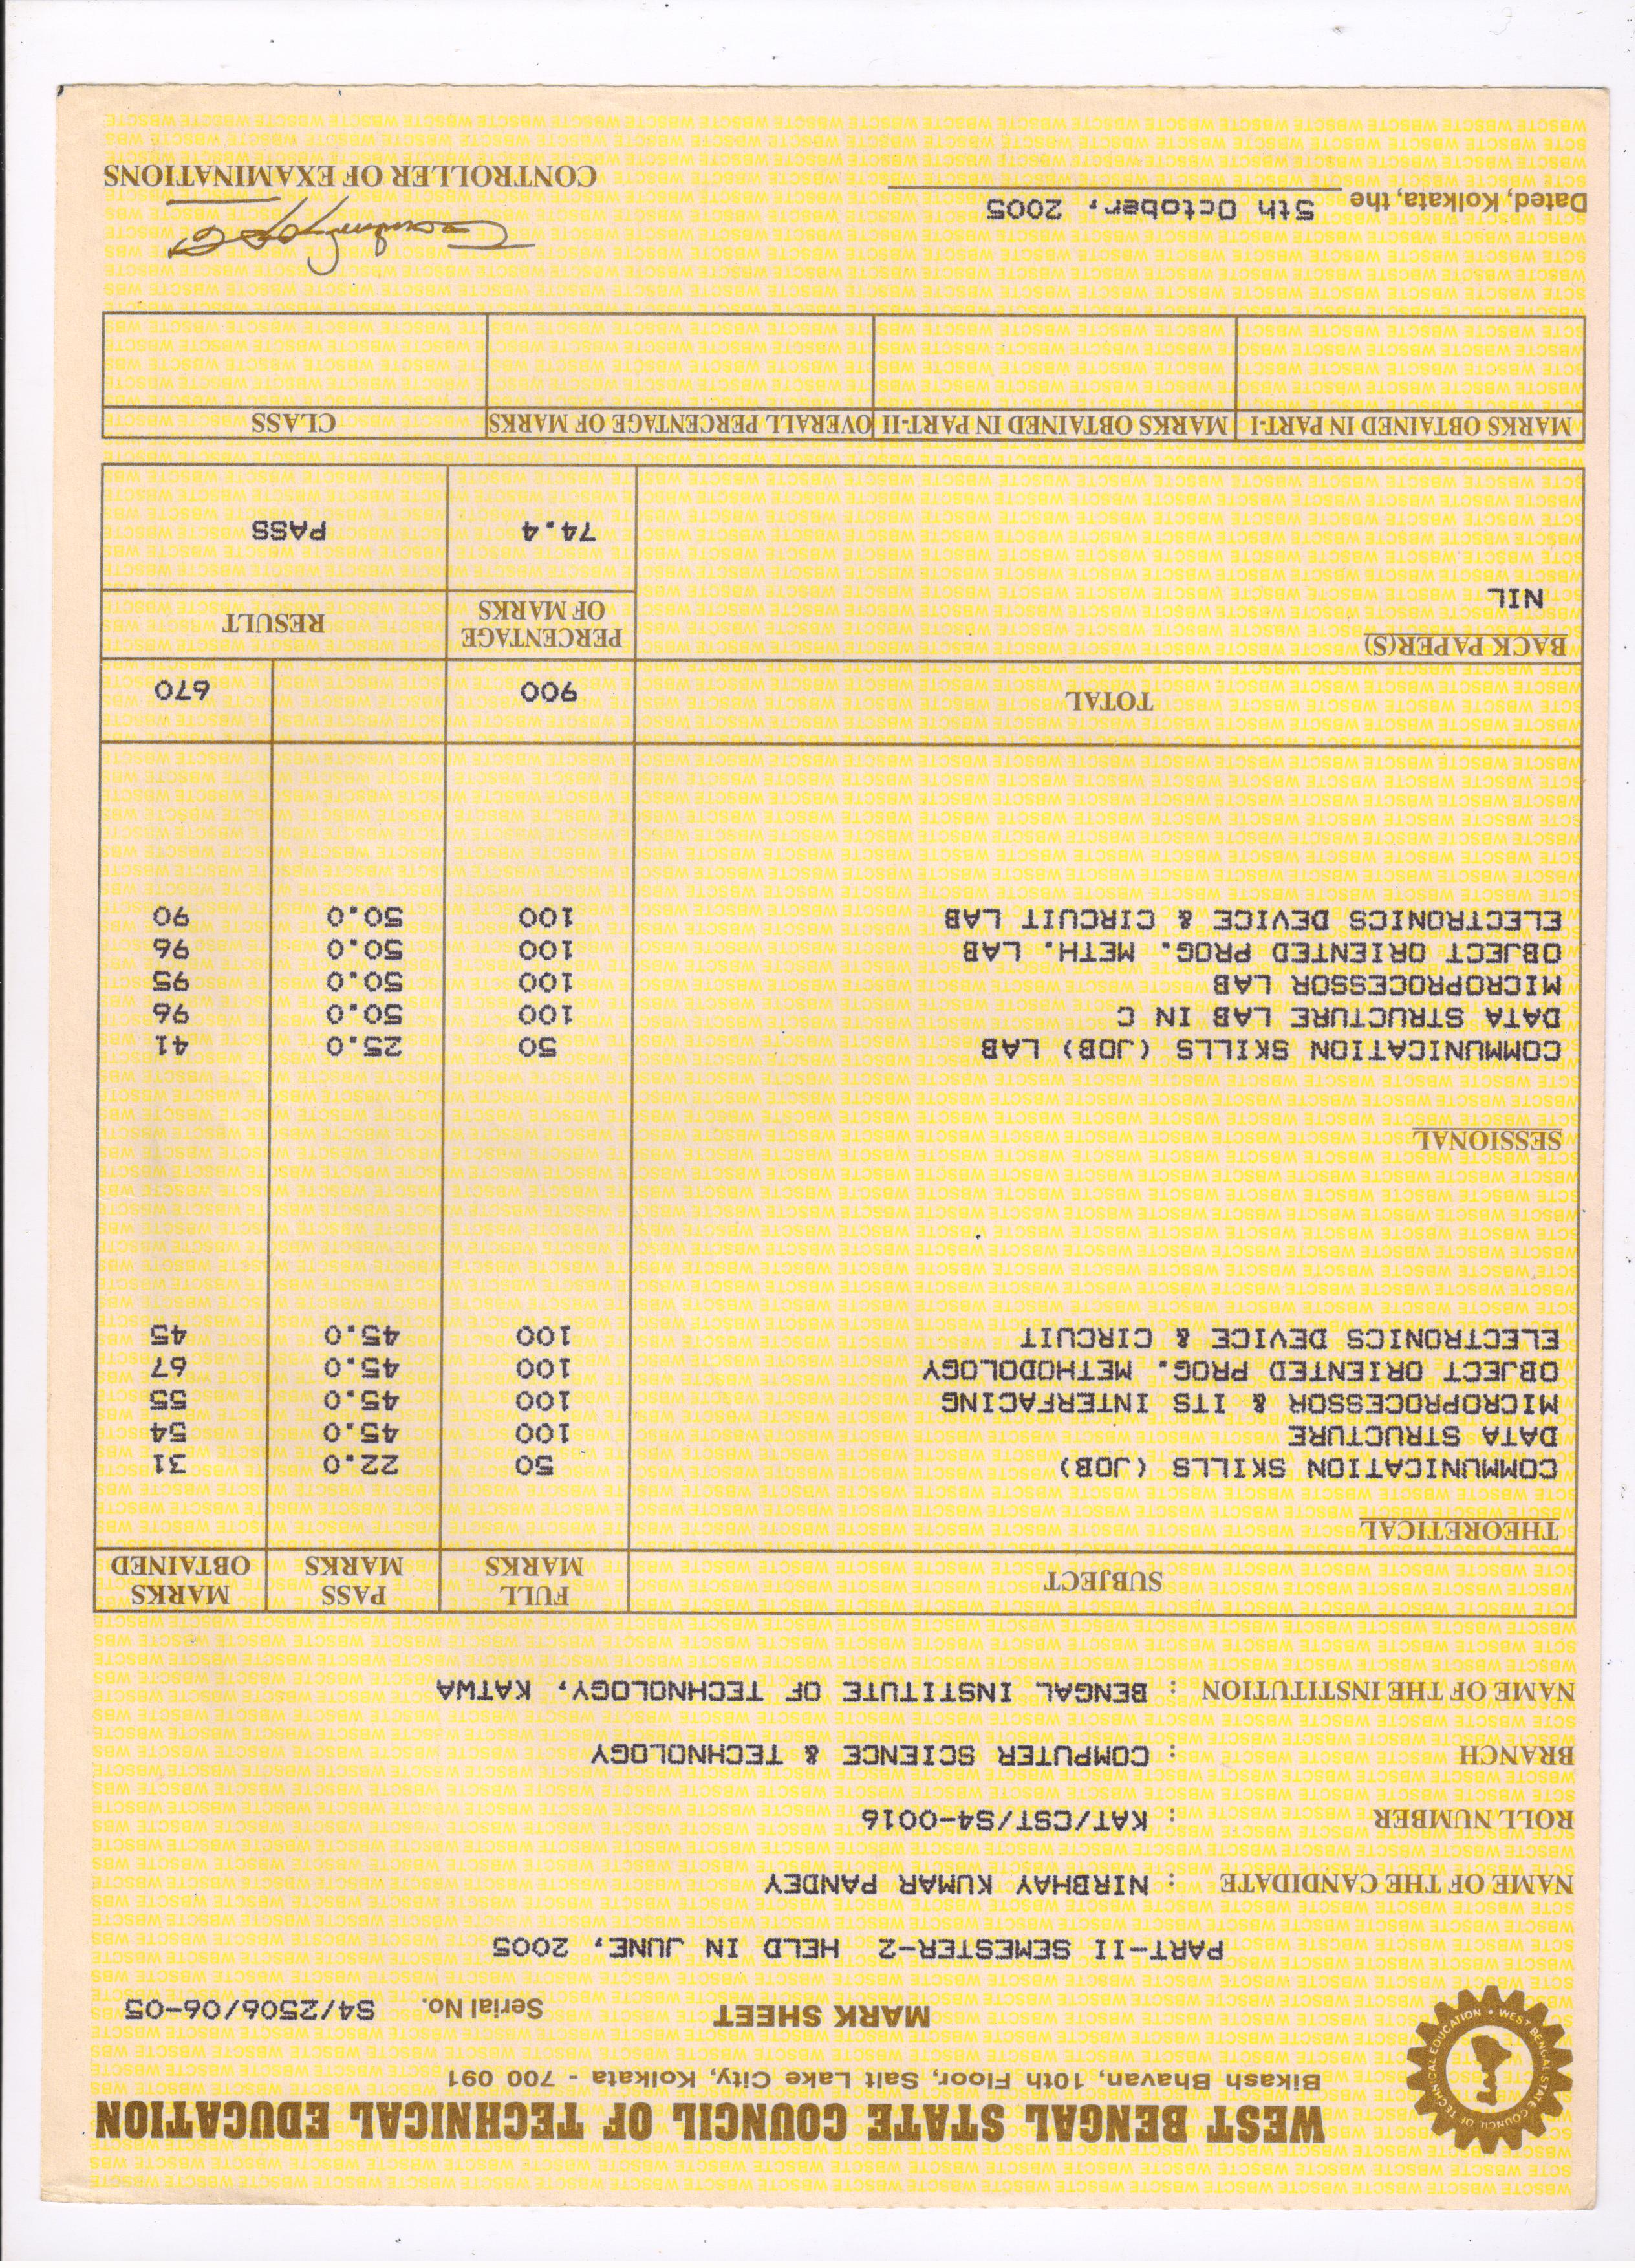 WEST BENGAL STATE COUNCIL OF TECHNICAL EDUCATION
Bikash Bhavan, 10th Floor, Salt Lake City, Kolkata - 700 091
WEST BENGAL STATE COUNCIL OF TECHNICAL EDUCATION
MARK SHEET Serial No. S4/2506/06-05
PART-II SEMESTER-2 HELD IN JUNE, 2005
NAME OF THE CANDIDATE : NIRBHAY KUMAR PANDEY
ROLL NUMBER : KAT/CST/S4-0016
BRANCH : COMPUTER SCIENCE & TECHNOLOGY
NAME OF THE INSTITUTION : BENGAL INSTITUTE OF TECHNOLOGY, KATWA
SUBJECT FULL MARKS PASS MARKS MARKS OBTAINED
THEORETICAL
COMMUNICATION SKILLS (JOB) 50 22.0 31
DATA STRUCTURE 100 45.0 54
MICROPROCESSOR & ITS INTERFACING 100 45.0 55
OBJECT ORIENTED PROG. METHODOLOGY 100 45.0 67
ELECTRONICS DEVICE & CIRCUIT 100 45.0 45
SESSIONAL
COMMUNICATION SKILLS (JOB) LAB 50 25.0 41
DATA STRUCTURE LAB IN C 100 50.0 96
MICROPROCESSOR LAB 100 50.0 95
OBJECT ORIENTED PROG. METH. LAB 100 50.0 96
ELECTRONICS DEVICE & CIRCUIT LAB 100 50.0 90
TOTAL 900 670
BACK PAPER(S) PERCENTAGE OF MARKS RESULT
NIL 74.4 PASS
MARKS OBTAINED IN PART-I MARKS OBTAINED IN PART-II OVERALL PERCENTAGE OF MARKS CLASS
Dated, Kolkata, the 5th October, 2005
CONTROLLER OF EXAMINATIONS